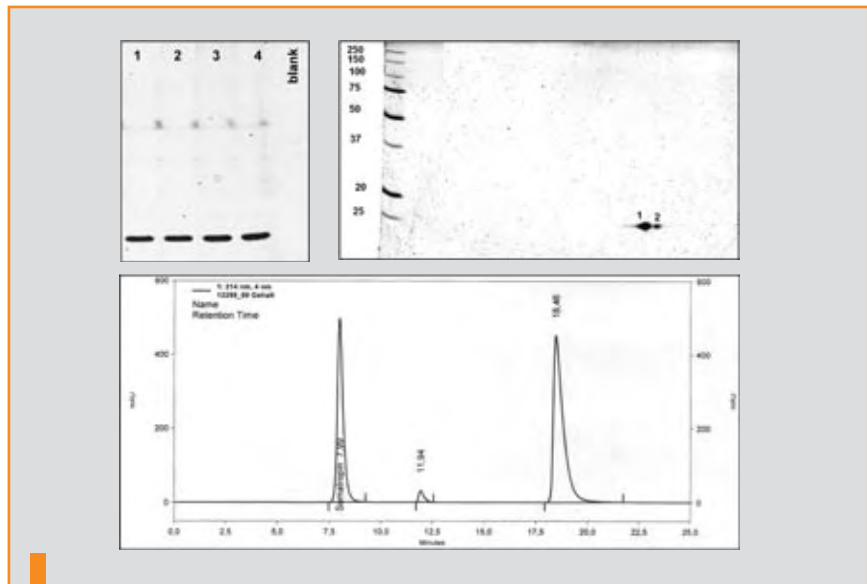 1 2 3 4 blank
250
150
100
75
50
37
20
25
1 2
1: 214 nm, 4 nm
Name
Retention Time
600 600
400 400
200 200
0 0
mAU mAU
Somatropin 7,99
11,94
18,46
0,0 2,5 5,0 7,5 10,0 12,5 15,0 17,5 20,0 22,5 25,0
Minutes